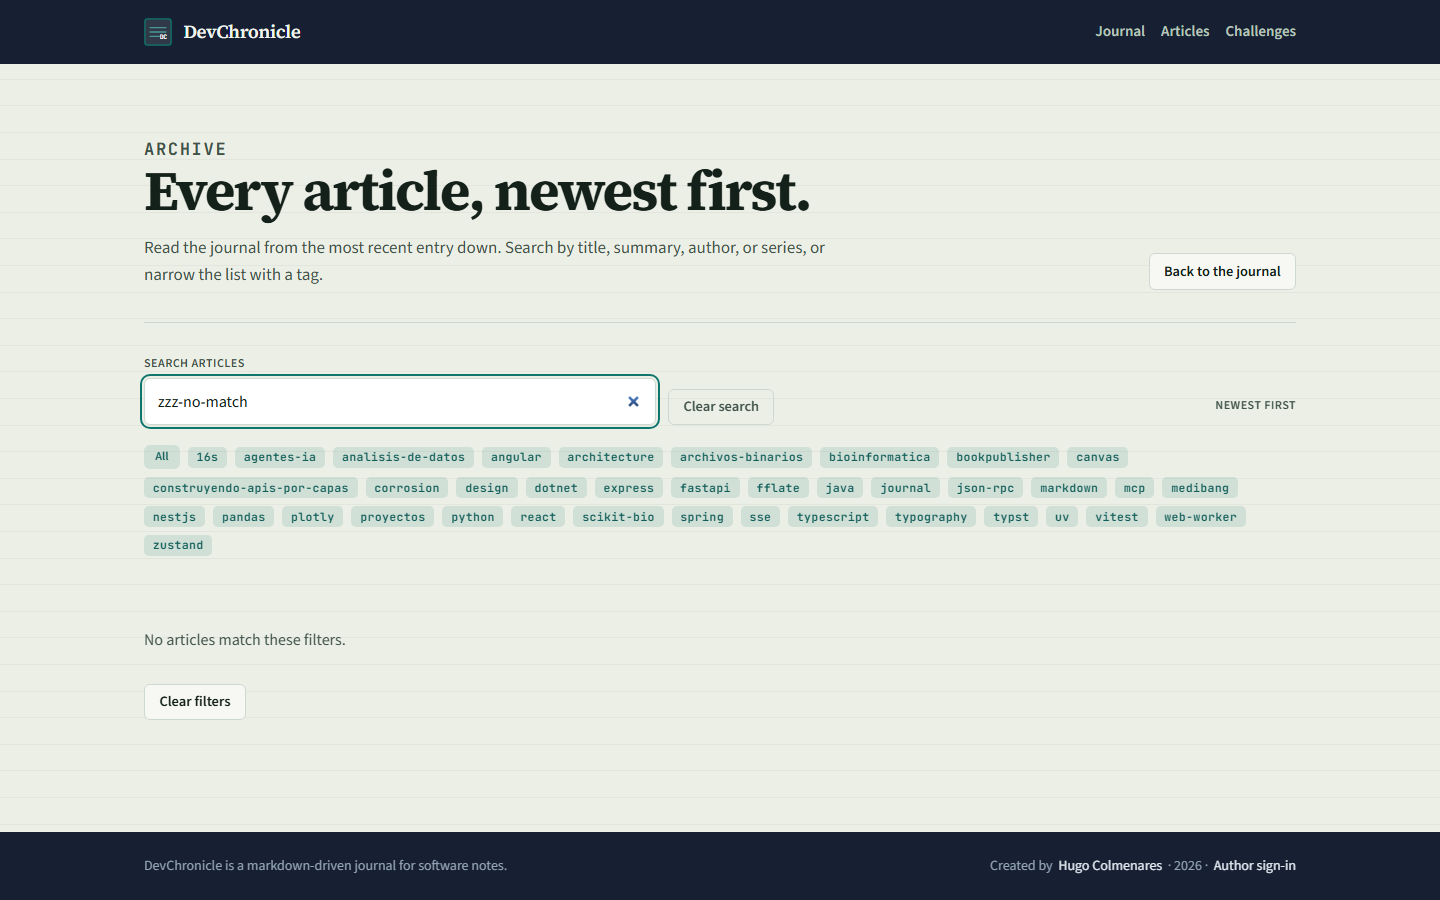 DC DevChronicle Journal Articles Challenges
ARCHIVE
Every article, newest first.
Read the journal from the most recent entry down. Search by title, summary, author, or series, or
narrow the list with a tag.
Back to the journal
SEARCH ARTICLES
zzz-no-match
Clear search
NEWEST FIRST
All 16s agentes-ia analisis-de-datos angular architecture archivos-binarios bioinformatica bookpublisher canvas
construyendo-apis-por-capas corrosion design dotnet express fastapi fflate java journal json-rpc markdown mcp medibang
nestjs pandas plotly proyectos python react scikit-bio spring sse typescript typography typst uv vitest web-worker
zustand
No articles match these filters.
Clear filters
DevChronicle is a markdown-driven journal for software notes. Created by Hugo Colmenares · 2026 · Author sign-in